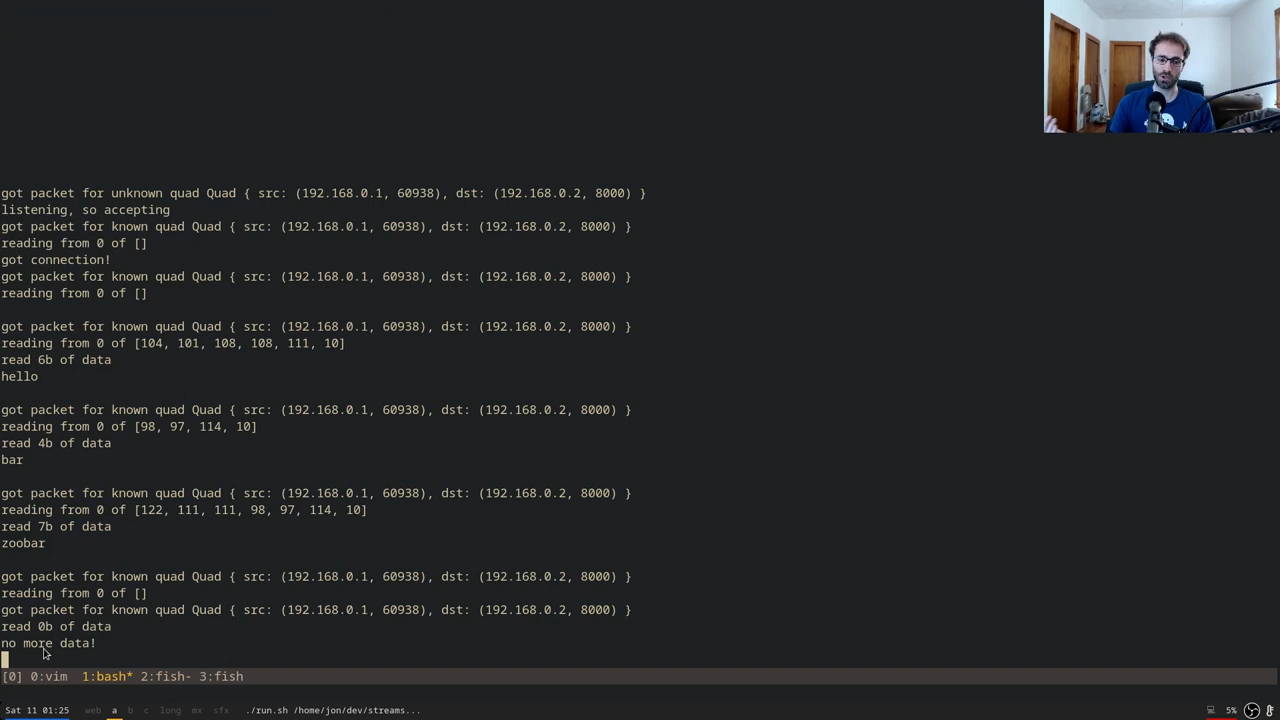 got packet for unknown quad Quad { src: (192.168.0.1, 60938), dst: (192.168.0.2, 8000) }
listening, so accepting
got packet for known quad Quad { src: (192.168.0.1, 60938), dst: (192.168.0.2, 8000) }
reading from 0 of []
got connection!
got packet for known quad Quad { src: (192.168.0.1, 60938), dst: (192.168.0.2, 8000) }
reading from 0 of []
got packet for known quad Quad { src: (192.168.0.1, 60938), dst: (192.168.0.2, 8000) }
reading from 0 of [104, 101, 108, 108, 111, 10]
read 6b of data
hello
got packet for known quad Quad { src: (192.168.0.1, 60938), dst: (192.168.0.2, 8000) }
reading from 0 of [98, 97, 114, 10]
read 4b of data
bar
got packet for known quad Quad { src: (192.168.0.1, 60938), dst: (192.168.0.2, 8000) }
reading from 0 of [122, 111, 111, 98, 97, 114, 10]
read 7b of data
zoobar
got packet for known quad Quad { src: (192.168.0.1, 60938), dst: (192.168.0.2, 8000) }
reading from 0 of []
got packet for known quad Quad { src: (192.168.0.1, 60938), dst: (192.168.0.2, 8000) }
read 0b of data
no more data!
[0] 0:vim 1:bash* 2:fish- 3:fish
Sat 11 01:25 web a b c long mx sfx ./run.sh /home/jon/dev/streams... 5%